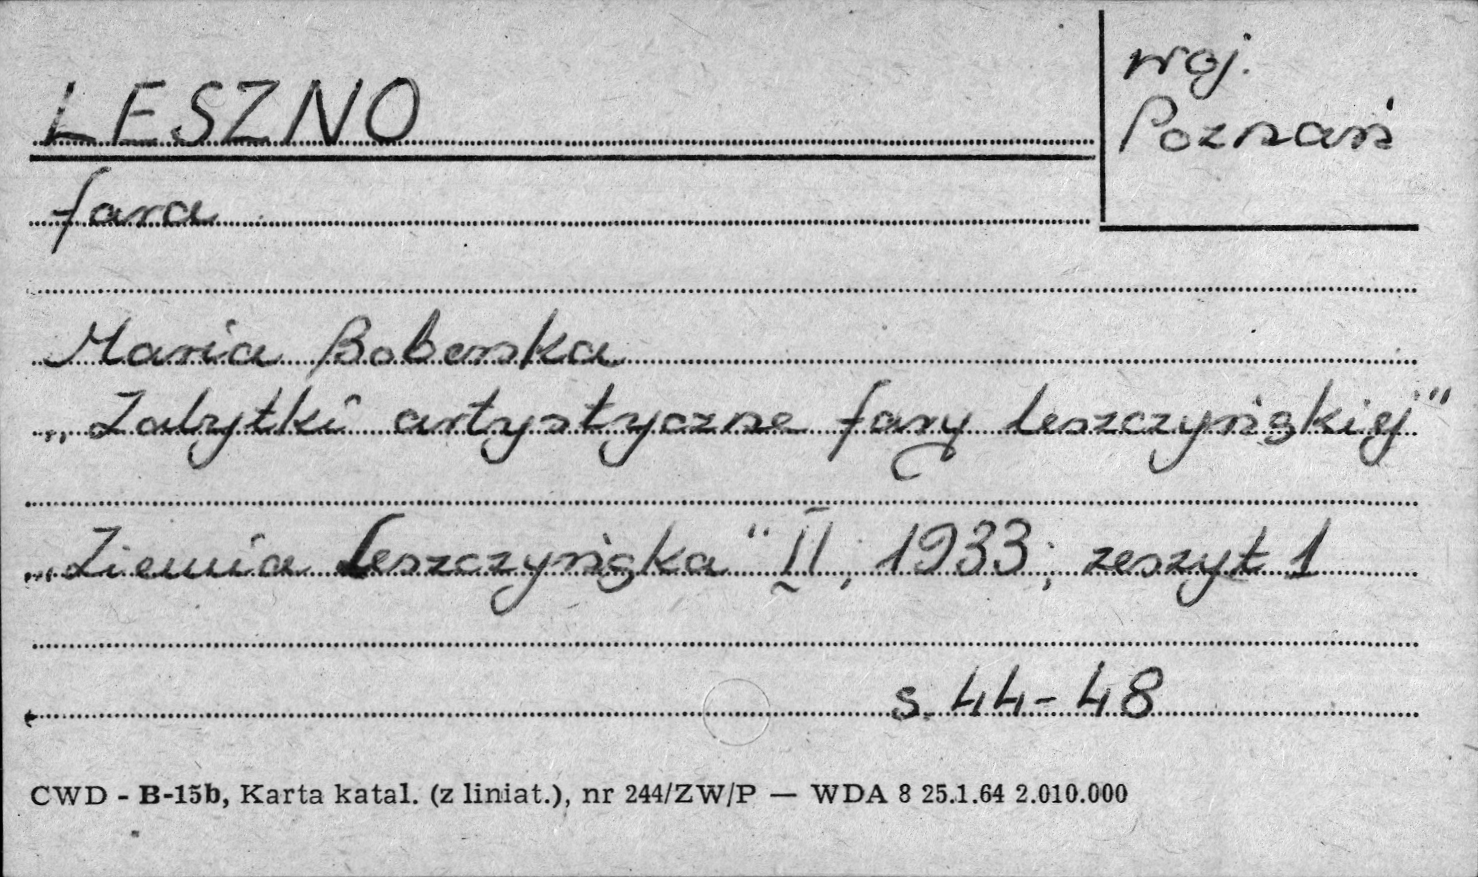 LESZNO
woj.
Poznań
fara
Maria Boberska
„Zabytki artystyczne fary leszczyńskiej"
„Ziemia Leszczyńska" II, 1933; zeszyt 1
s. 44-48
CWD - B-15b, Karta katal. (z liniat.), nr 244/ZW/P — WDA 8 25.1.64 2.010.000